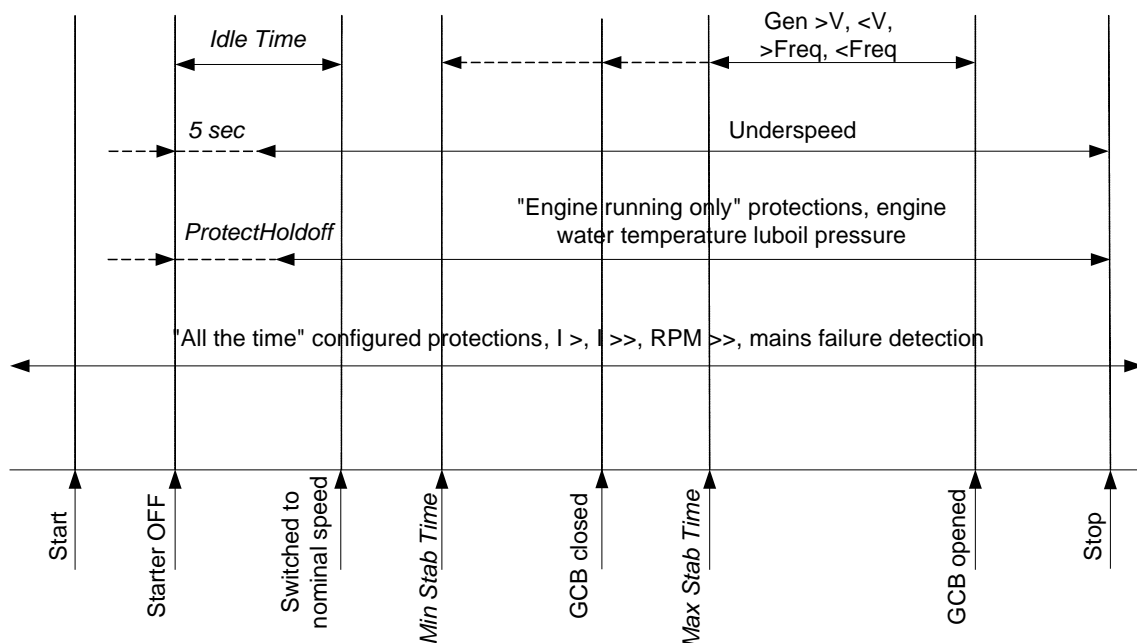 Gen >V, <V,
>Freq, <Freq
Idle Time
5 sec
Underspeed
"Engine running only" protections, engine
water temperature luboil pressure
ProtectHoldoff
"All the time" configured protections, I >, I >>, RPM >>, mains failure detection
Start
Starter OFF
Switched to
nominal speed
Min Stab Time
GCB closed
Max Stab Time
GCB opened
Stop